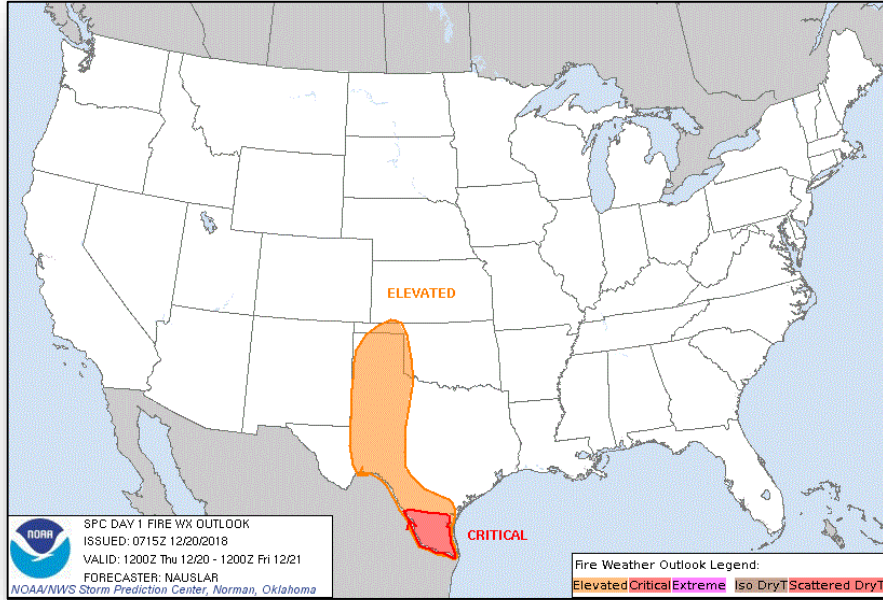 ELEVATED
CRITICAL
NOAA
SPC DAY 1 FIRE WX OUTLOOK
ISSUED: 0715Z 12/20/2018
VALID: 1200Z Thu 12/20 - 1200Z Fri 12/21
FORECASTER: NAUSLAR
NOAA/NWS Storm Prediction Center, Norman, Oklahoma
Fire Weather Outlook Legend:
Elevated Critical Extreme Iso DryT Scattered DryT